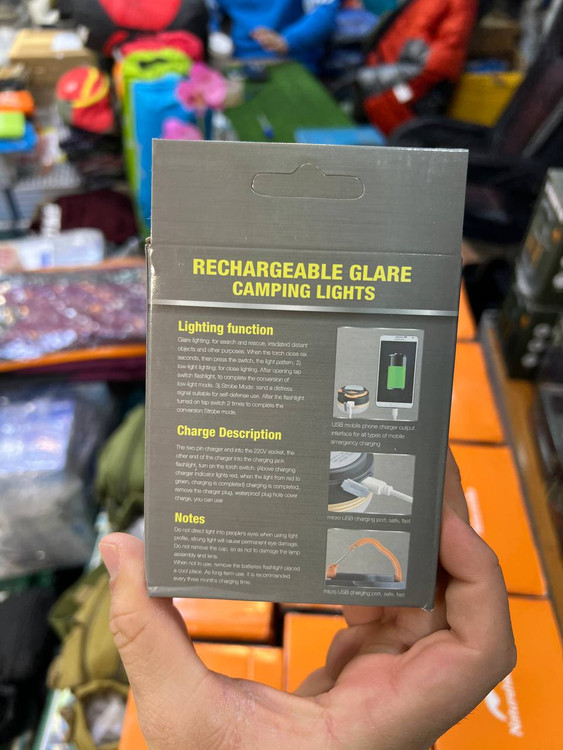 RECHARGEABLE GLARE
CAMPING LIGHTS
Lighting function
Glare lighting: for search and rescue, insidated distant
objects and other purposes. When the torch close six
seconds, then press the switch, the light pattern: 2)
low-light lighting: for close lighting. After opening tap
switch flashlight, to complete the conversion of
low-light mode. 3) Strobe Mode: send a distress
signal suitable for self-defense use. After the flashlight
turned on tap switch 2 times to complete the
conversion Strobe mode.
USB mobile phone charger output
interface for all types of mobile
emergency charging
Charge Description
The two pin charger end into the 220V socket, the
other end of the charger into the charging jack
flashlight, turn on the torch switch. (Above charging
charger indicator lights red, when the light from red to
green, charging is completed) charging is completed,
remove the charger plug, waterproof plug hole cover
charge, you can use
micro USB charging port, safe, fast
Notes
Do not direct light into people's eyes when using light
profile, strong light will cause permanent eye damage.
Do not remove the cap, so as not to damage the lamp
assembly and lens.
When not in use, remove the batteries flashlight placed
a cool place. As long term use, it is recommended
every three months charging time.
micro USB charging port, safe, fast